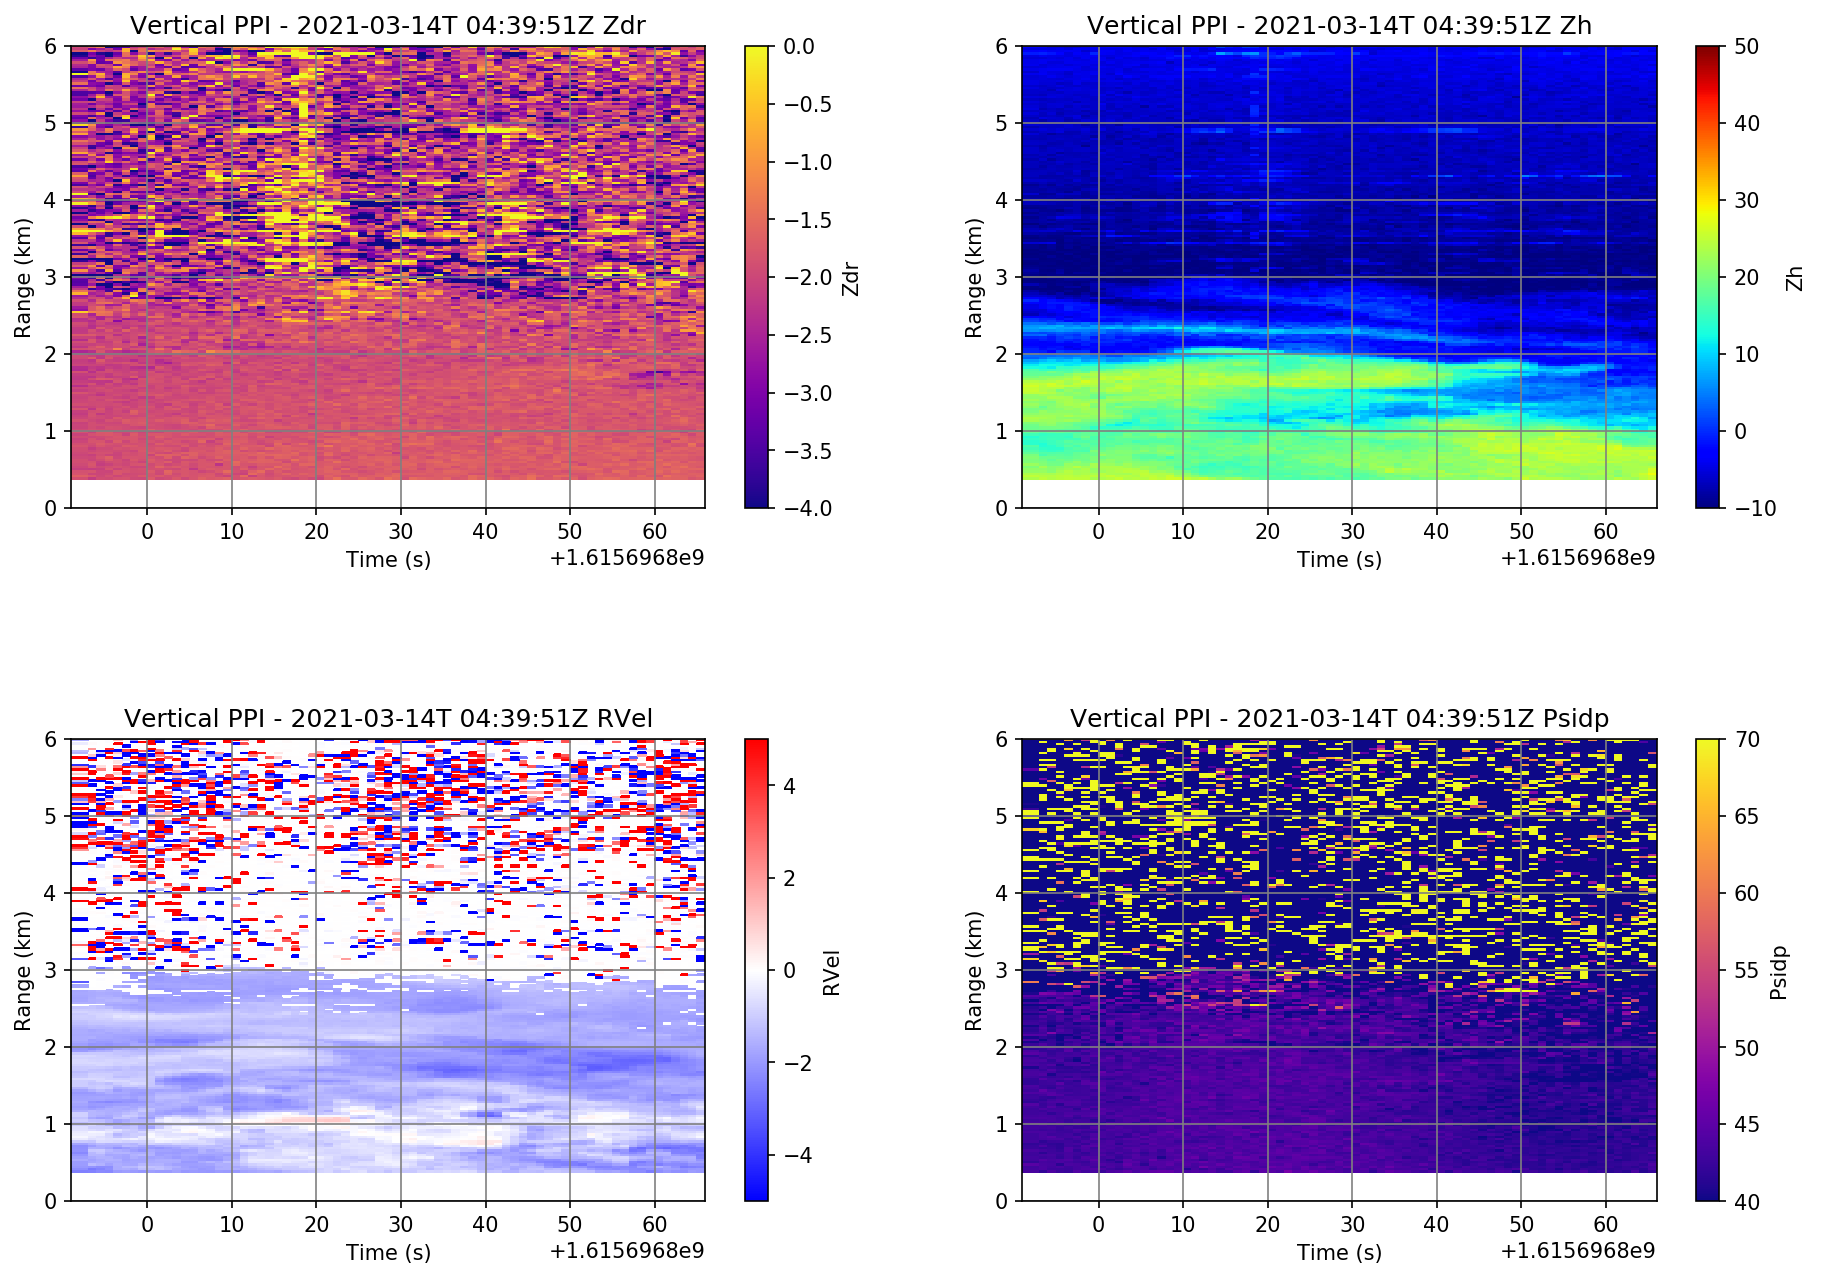 Vertical PPI - 2021-03-14T 04:39:51Z Zdr
6
5
4
3
2
1
0
Range (km)
0 10 20 30 40 50 60
Time (s)
+1.6156968e9
0.0
−0.5
−1.0
−1.5
−2.0
−2.5
−3.0
−3.5
−4.0
Zdr
Vertical PPI - 2021-03-14T 04:39:51Z Zh
6
5
4
3
2
1
0
Range (km)
0 10 20 30 40 50 60
Time (s)
+1.6156968e9
50
40
30
20
10
0
−10
Zh
Vertical PPI - 2021-03-14T 04:39:51Z RVel
6
5
4
3
2
1
0
Range (km)
0 10 20 30 40 50 60
Time (s)
+1.6156968e9
4
2
0
−2
−4
RVel
Vertical PPI - 2021-03-14T 04:39:51Z Psidp
6
5
4
3
2
1
0
Range (km)
0 10 20 30 40 50 60
Time (s)
+1.6156968e9
70
65
60
55
50
45
40
Psidp